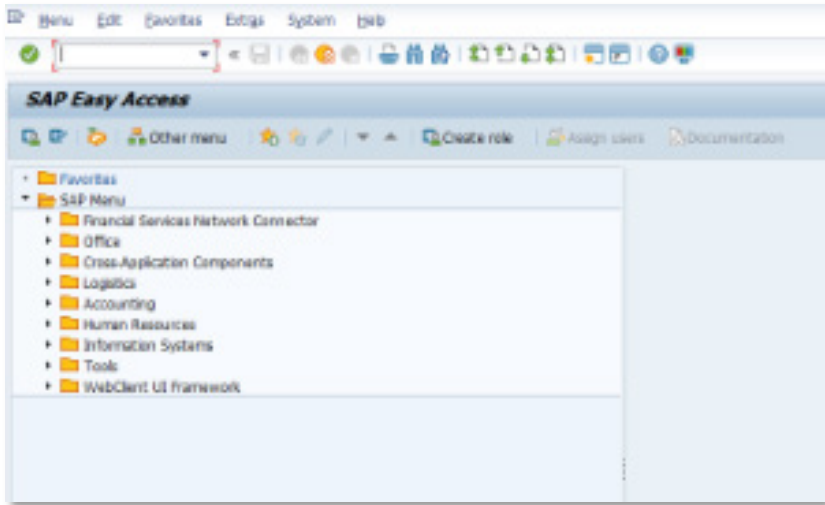 Menu Edit Favorites Extras System Help
SAP Easy Access
Other menu Create role Assign users Documentation
Favorites
SAP Menu
Financial Services Network Connector
Office
Cross-Application Components
Logistics
Accounting
Human Resources
Information Systems
Tools
WebClient UI Framework